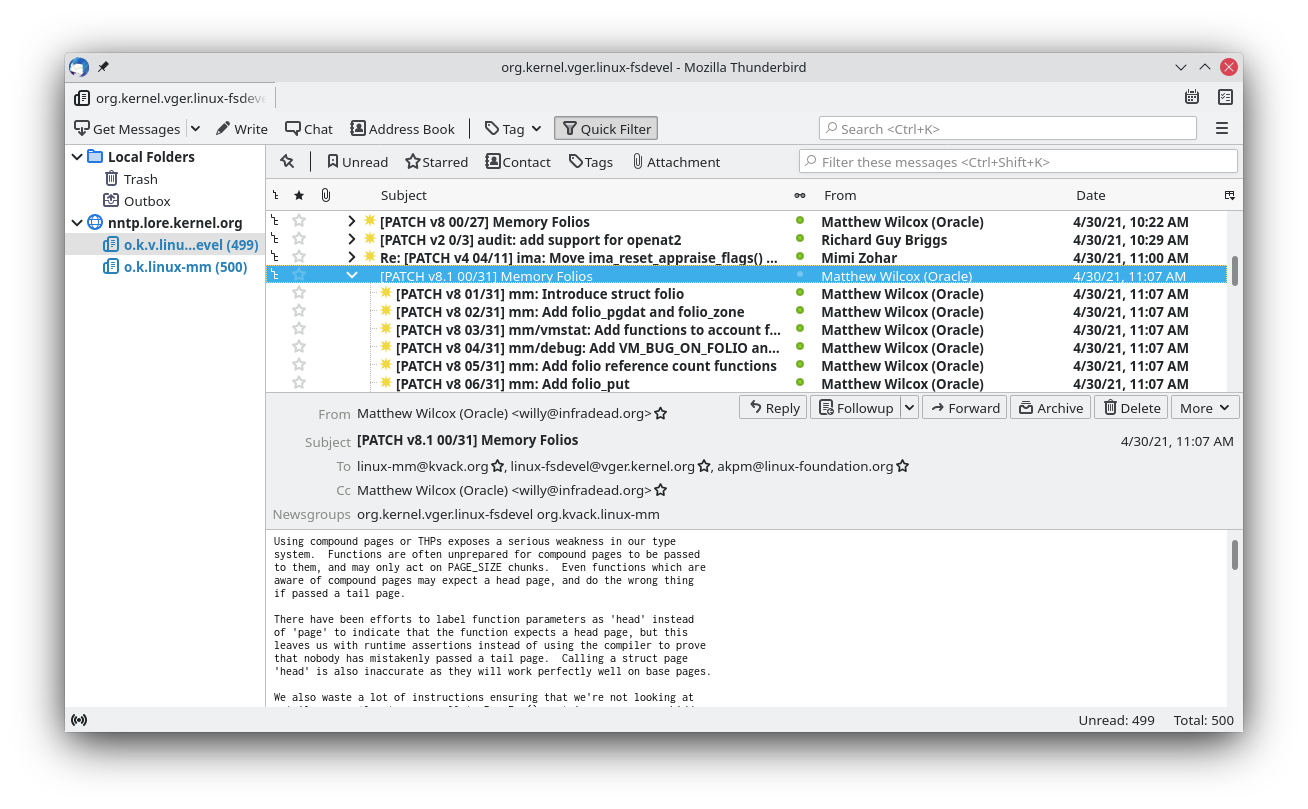 org.kernel.vger.linux-fsdevel - Mozilla Thunderbird
org.kernel.vger.linux-fsdeve
Get Messages Write Chat Address Book Tag Quick Filter Search <Ctrl+K>
Local Folders
Trash
Outbox
nntp.lore.kernel.org
o.k.v.linu...evel (499)
o.k.linux-mm (500)
Unread Starred Contact Tags Attachment Filter these messages <Ctrl+Shift+K>
Subject From Date
[PATCH v8 00/27] Memory Folios Matthew Wilcox (Oracle) 4/30/21, 10:22 AM
[PATCH v2 0/3] audit: add support for openat2 Richard Guy Briggs 4/30/21, 10:29 AM
Re: [PATCH v4 04/11] ima: Move ima_reset_appraise_flags() ... Mimi Zohar 4/30/21, 11:00 AM
[PATCH v8.1 00/31] Memory Folios Matthew Wilcox (Oracle) 4/30/21, 11:07 AM
[PATCH v8 01/31] mm: Introduce struct folio Matthew Wilcox (Oracle) 4/30/21, 11:07 AM
[PATCH v8 02/31] mm: Add folio_pgdat and folio_zone Matthew Wilcox (Oracle) 4/30/21, 11:07 AM
[PATCH v8 03/31] mm/vmstat: Add functions to account f... Matthew Wilcox (Oracle) 4/30/21, 11:07 AM
[PATCH v8 04/31] mm/debug: Add VM_BUG_ON_FOLIO an... Matthew Wilcox (Oracle) 4/30/21, 11:07 AM
[PATCH v8 05/31] mm: Add folio reference count functions Matthew Wilcox (Oracle) 4/30/21, 11:07 AM
[PATCH v8 06/31] mm: Add folio_put Matthew Wilcox (Oracle) 4/30/21, 11:07 AM
From Matthew Wilcox (Oracle) <willy@infradead.org> Reply Followup Forward Archive Delete More
Subject [PATCH v8.1 00/31] Memory Folios 4/30/21, 11:07 AM
To linux-mm@kvack.org, linux-fsdevel@vger.kernel.org, akpm@linux-foundation.org
Cc Matthew Wilcox (Oracle) <willy@infradead.org>
Newsgroups org.kernel.vger.linux-fsdevel org.kvack.linux-mm
Using compound pages or THPs exposes a serious weakness in our type
system. Functions are often unprepared for compound pages to be passed
to them, and may only act on PAGE_SIZE chunks. Even functions which are
aware of compound pages may expect a head page, and do the wrong thing
if passed a tail page.
There have been efforts to label function parameters as 'head' instead
of 'page' to indicate that the function expects a head page, but this
leaves us with runtime assertions instead of using the compiler to prove
that nobody has mistakenly passed a tail page. Calling a struct page
'head' is also inaccurate as they will work perfectly well on base pages.
We also waste a lot of instructions ensuring that we're not looking at
Unread: 499 Total: 500